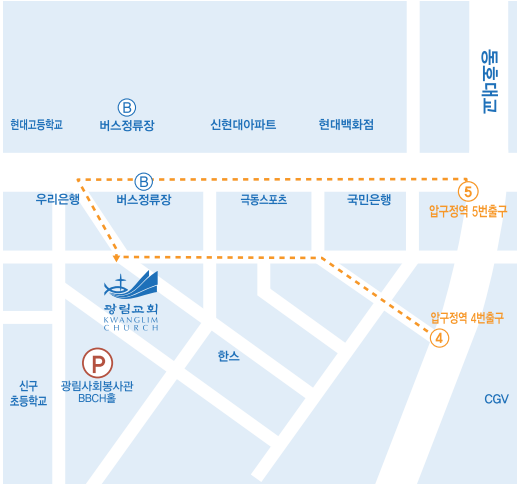 동호대교
B
현대고등학교
버스정류장
신현대아파트
현대백화점
B
5
우리은행
버스정류장
극동스포츠
국민은행
압구정역 5번출구
광림교회
KWANGLIM
CHURCH
압구정역 4번출구
4
한스
P
신구
초등학교
광림사회봉사관
BBCH홀
CGV